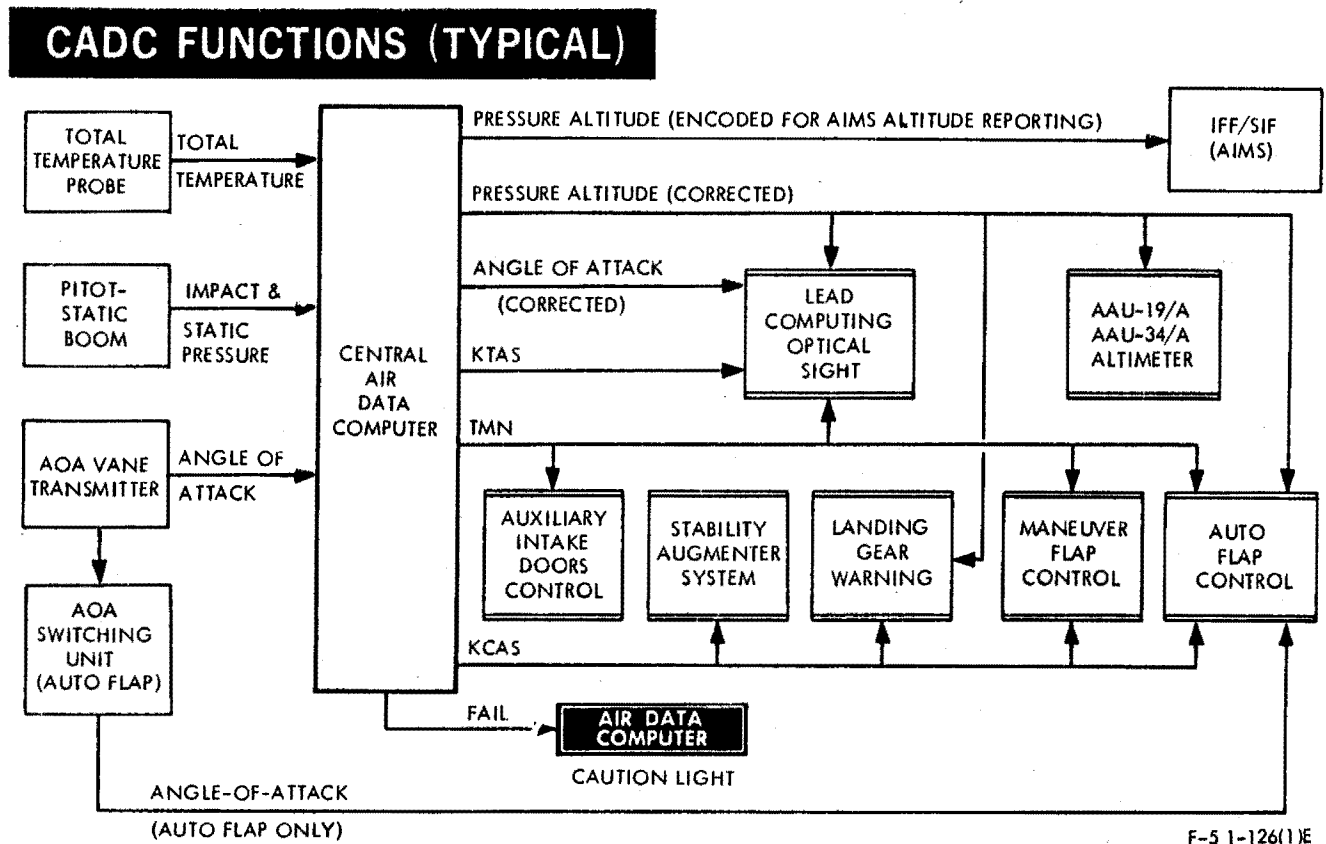 CADC FUNCTIONS (TYPICAL)
TOTAL
TEMPERATURE
PROBE
TOTAL
TEMPERATURE
PITOT-
STATIC
BOOM
IMPACT &
STATIC
PRESSURE
AOA VANE
TRANSMITTER
ANGLE OF
ATTACK
AOA
SWITCHING
UNIT
(AUTO FLAP)
CENTRAL
AIR
DATA
COMPUTER
PRESSURE ALTITUDE (ENCODED FOR AIMS ALTITUDE REPORTING)
IFF/SIF
(AIMS)
PRESSURE ALTITUDE (CORRECTED)
ANGLE OF ATTACK
(CORRECTED)
KTAS
LEAD
COMPUTING
OPTICAL
SIGHT
AAU-19/A
AAU-34/A
ALTIMETER
TMN
AUXILIARY
INTAKE
DOORS
CONTROL
STABILITY
AUGMENTER
SYSTEM
LANDING
GEAR
WARNING
MANEUVER
FLAP
CONTROL
AUTO
FLAP
CONTROL
KCAS
FAIL
AIR DATA
COMPUTER
CAUTION LIGHT
ANGLE-OF-ATTACK
(AUTO FLAP ONLY)
F-5 1-126(1)E